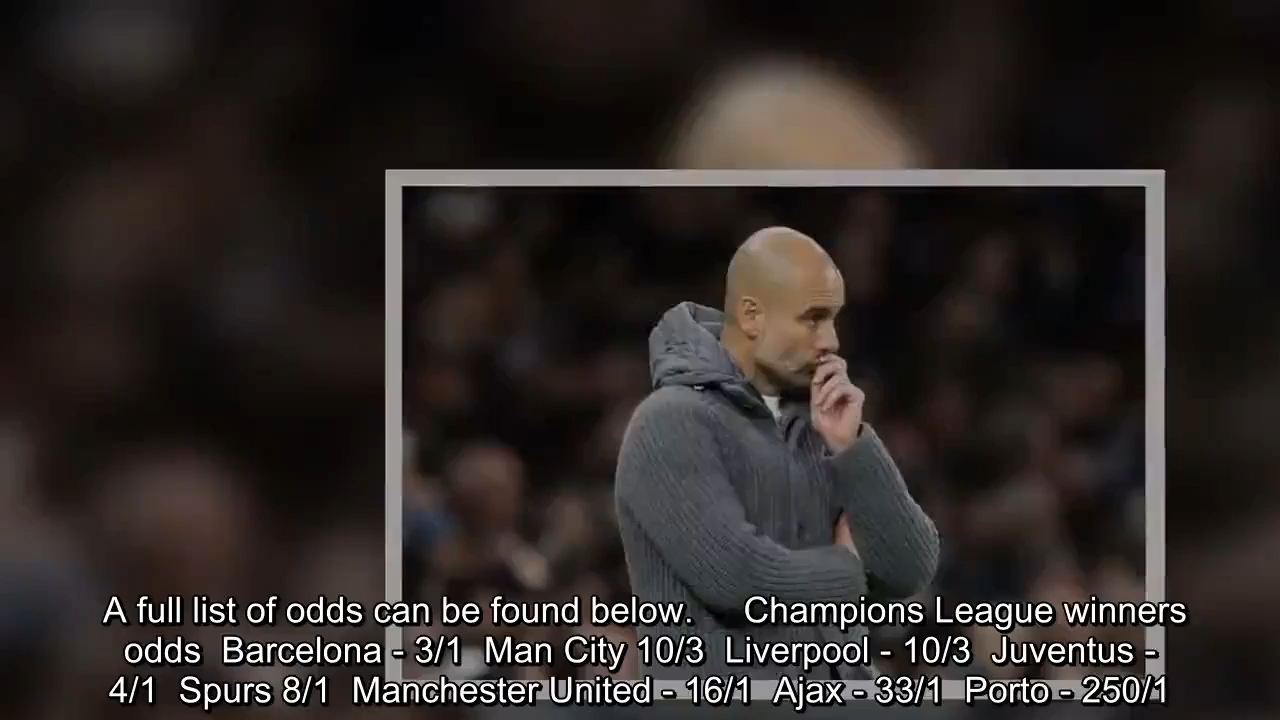 A full list of odds can be found below. Champions League winners
odds Barcelona - 3/1 Man City 10/3 Liverpool - 10/3 Juventus -
4/1 Spurs 8/1 Manchester United - 16/1 Ajax - 33/1 Porto - 250/1